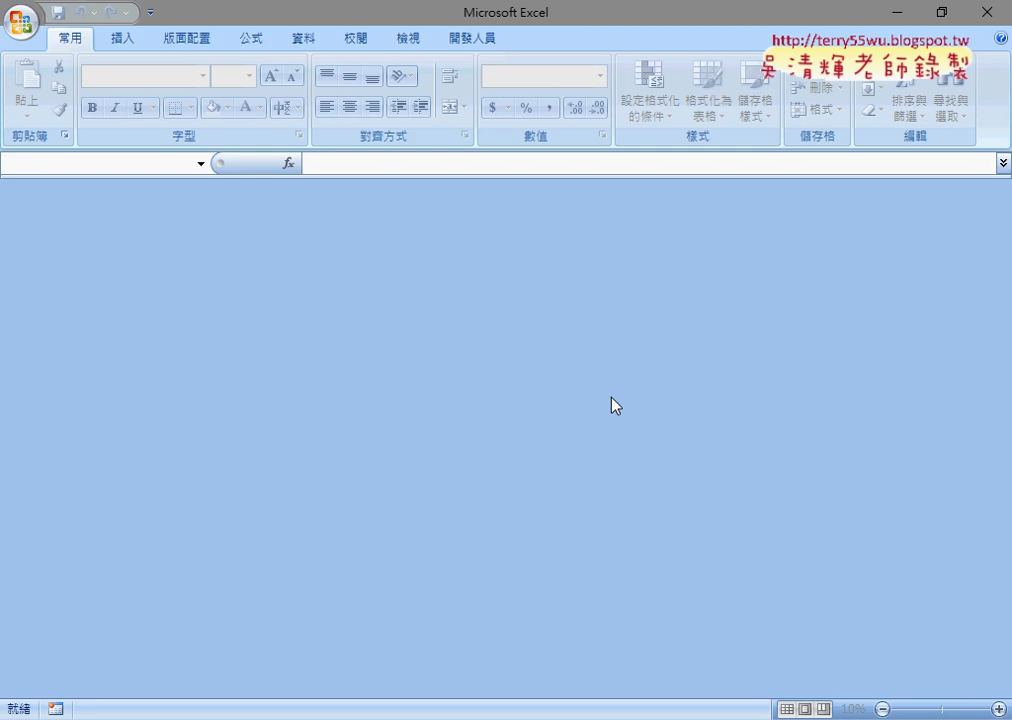 Microsoft Excel
常用 插入 版面配置 公式 資料 校閱 檢視 開發人員
http://terry55wu.blogspot.tw
吳清輝老師錄製
貼上
B I U A $ % ,
設定格式化的條件 格式化為表格 儲存格樣式
刪除
格式
排序與篩選 尋找與選取
剪貼簿 字型 對齊方式 數值 樣式 儲存格 編輯
fx
就緒 10%